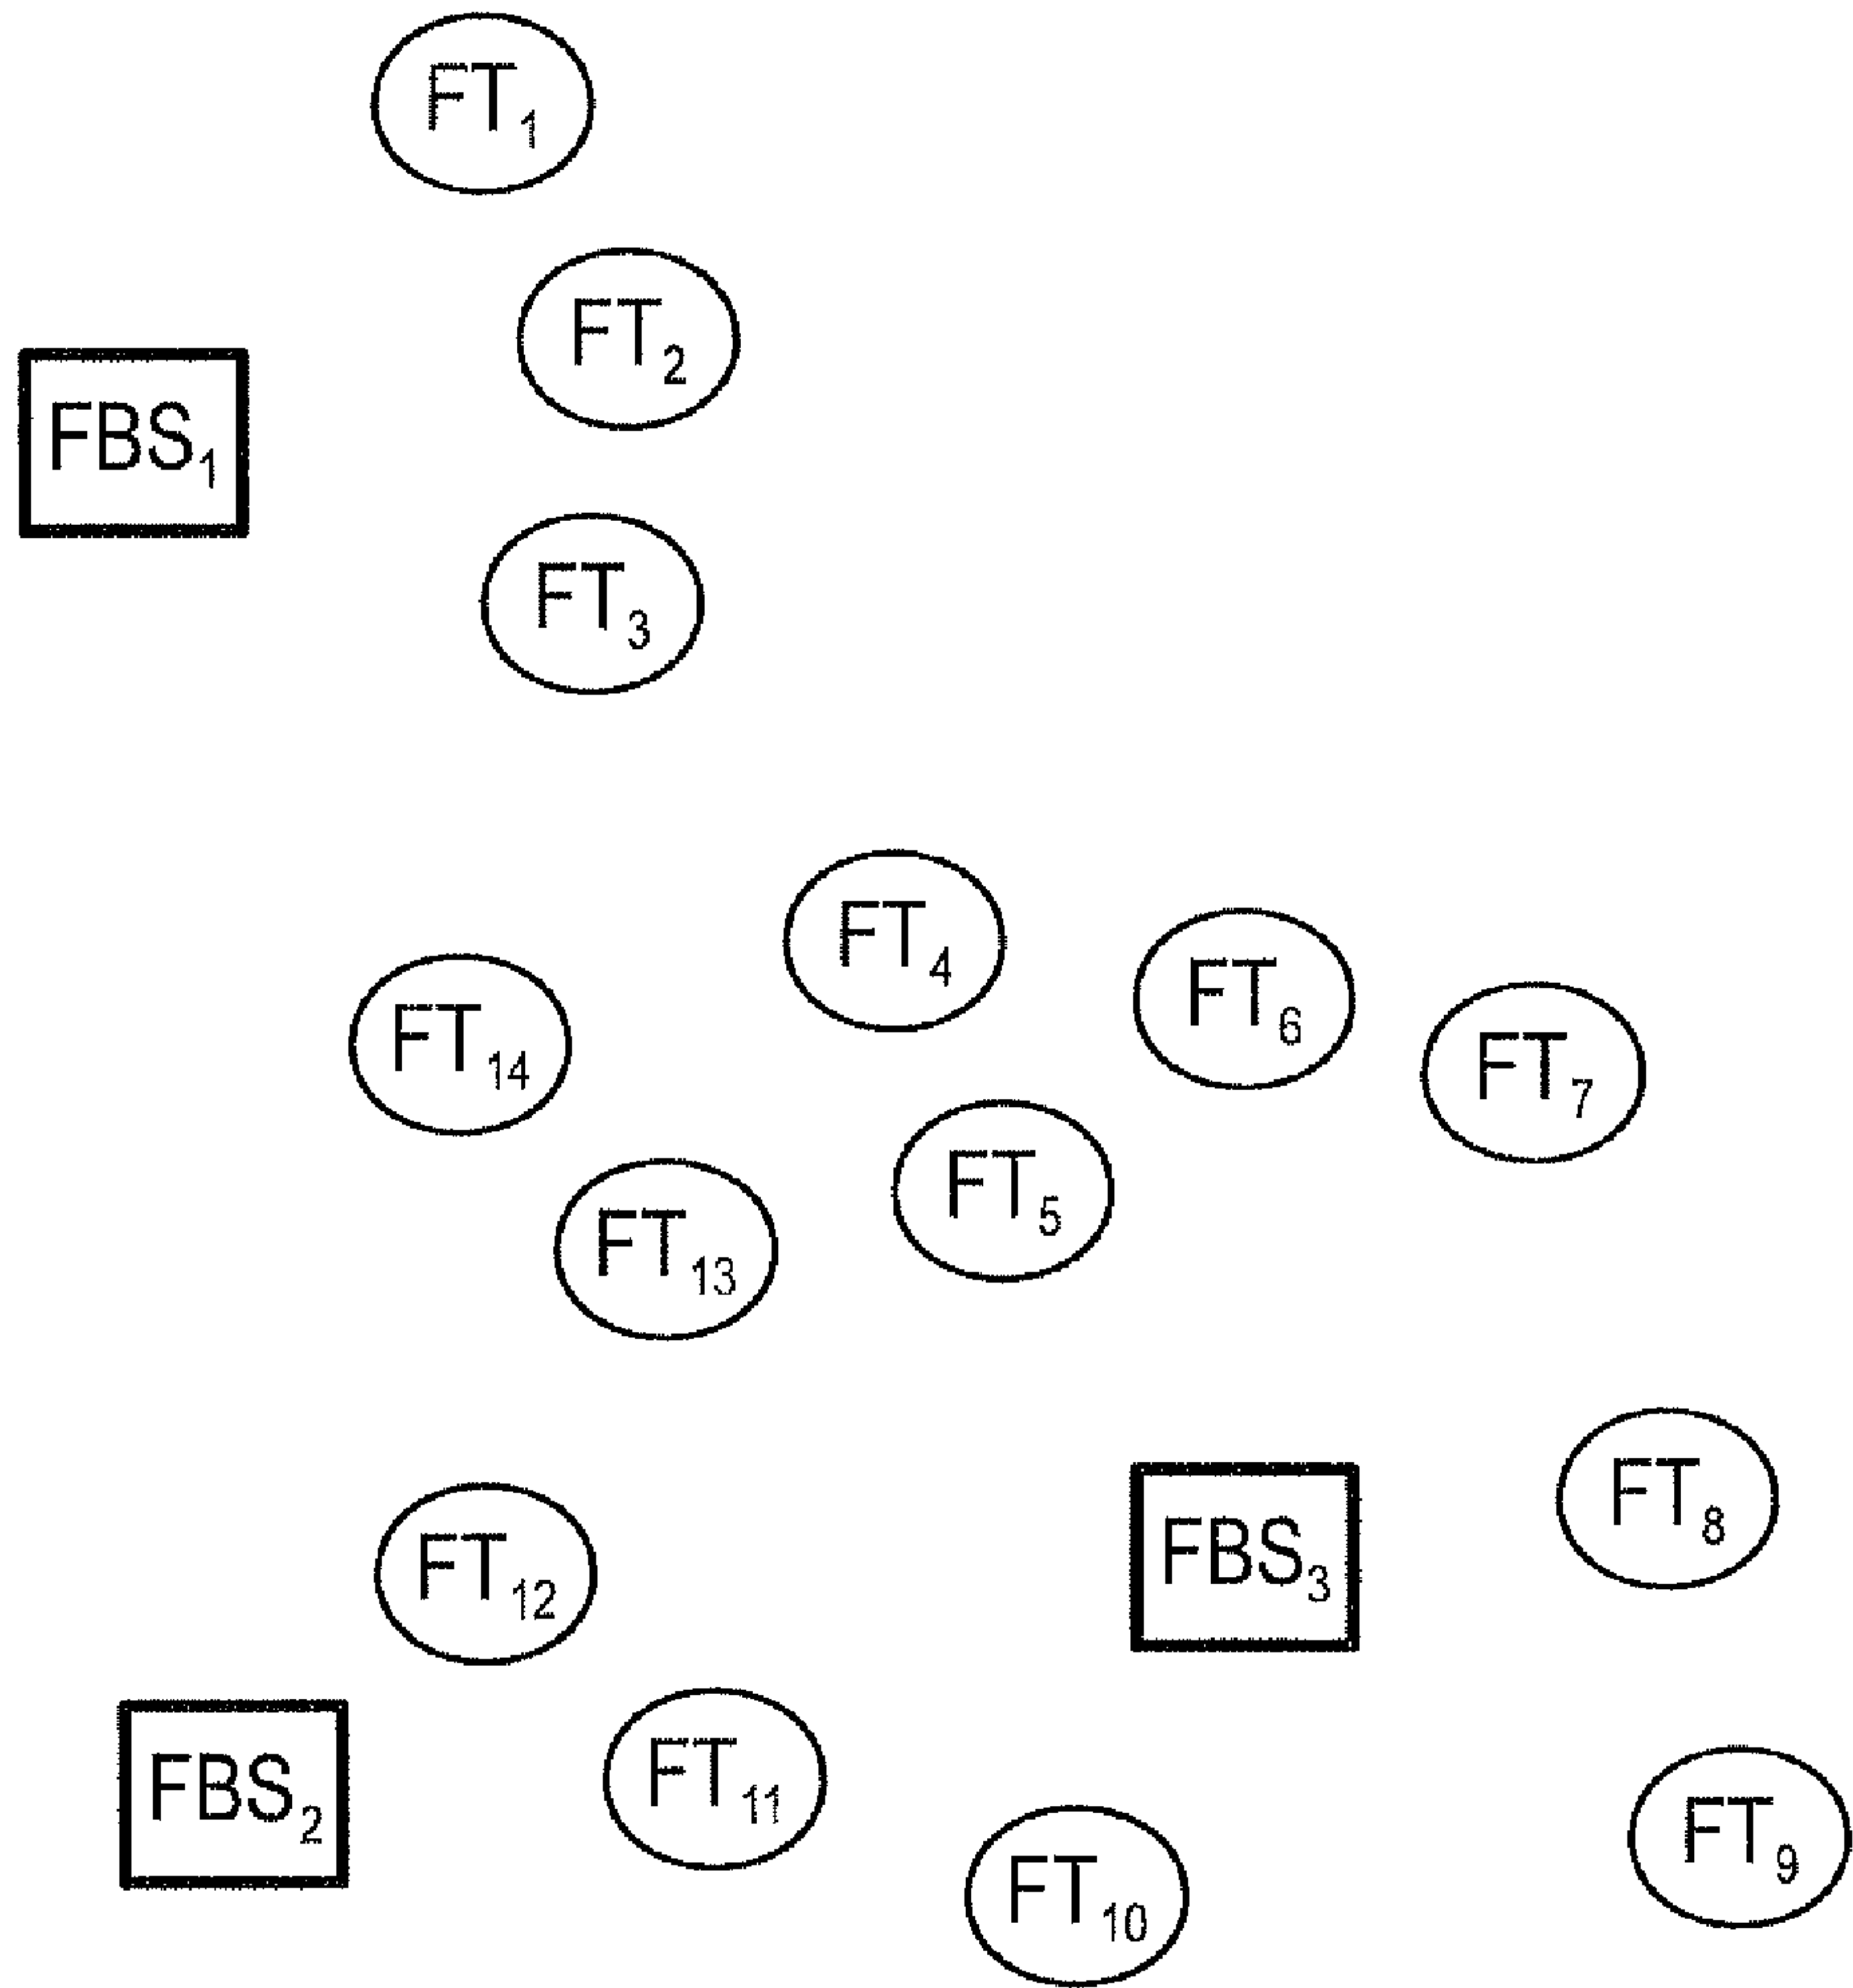 FT₁
FT₂
FBS₁
FT₃
FT₄
FT₆
FT₁₄
FT₇
FT₅
FT₁₃
FT₈
FBS₃
FT₁₂
FT₁₁
FBS₂
FT₉
FT₁₀